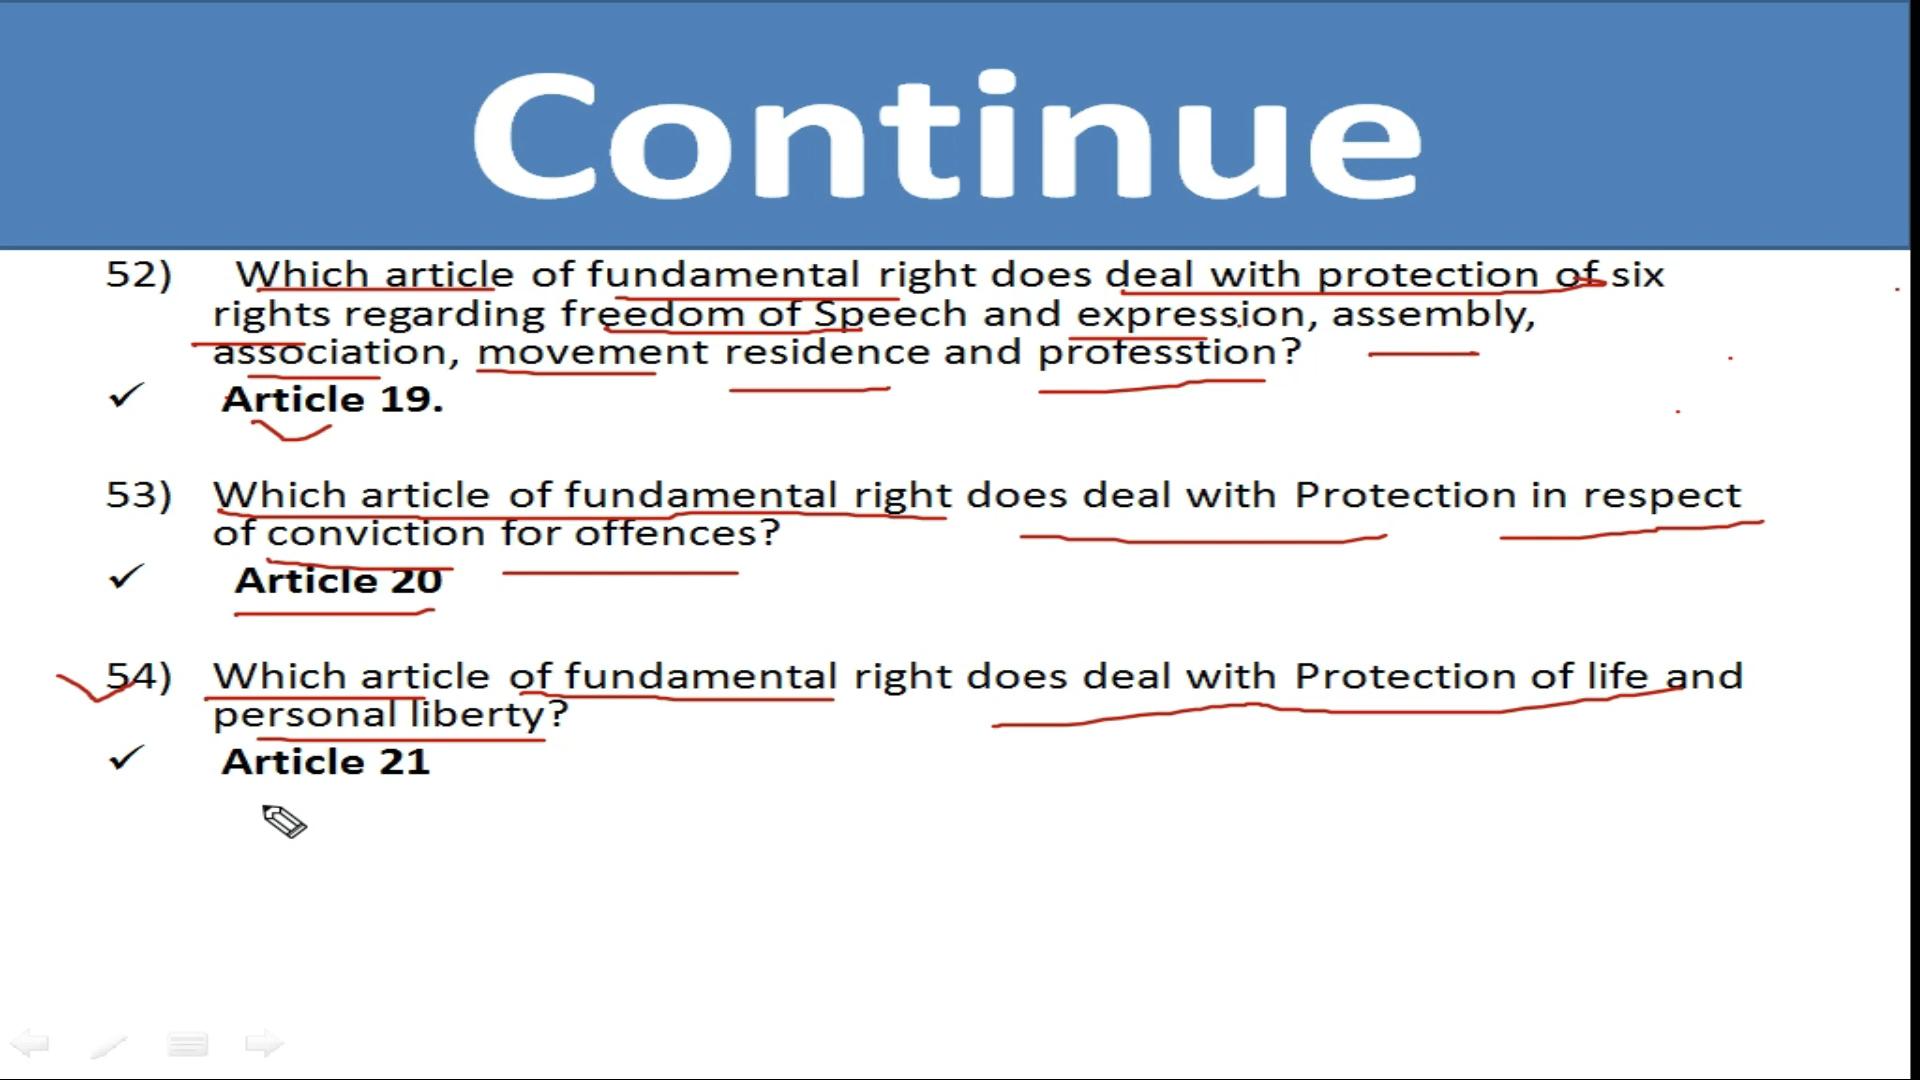 Continue
52) Which article of fundamental right does deal with protection of six
rights regarding freedom of Speech and expression, assembly,
association, movement residence and professtion?
✓ Article 19.
53) Which article of fundamental right does deal with Protection in respect
of conviction for offences?
✓ Article 20
54) Which article of fundamental right does deal with Protection of life and
personal liberty?
✓ Article 21